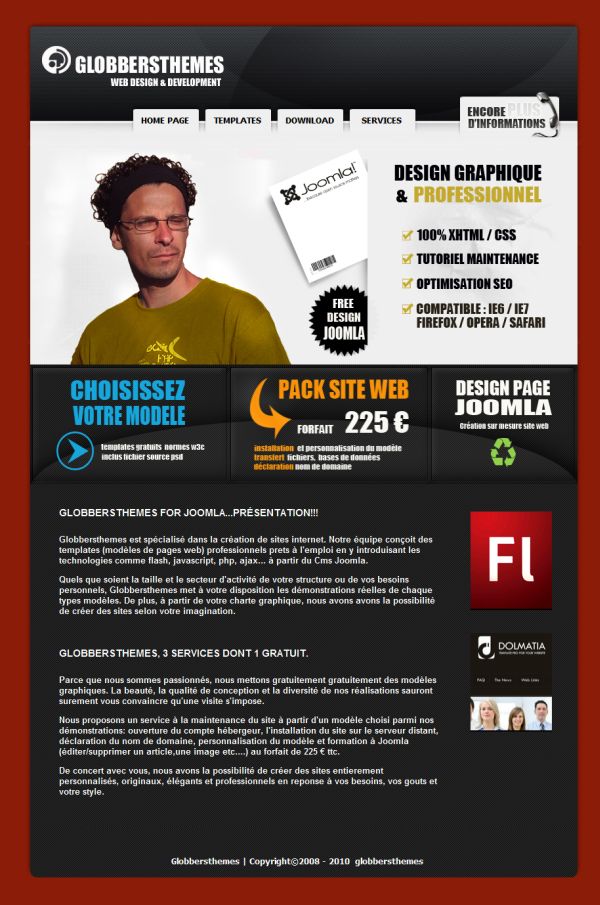 GLOBBERSTHEMES
WEB DESIGN & DEVELOPMENT
HOME PAGE
TEMPLATES
DOWNLOAD
SERVICES
ENCORE PLUS
D'INFORMATIONS
Joomla!
DESIGN GRAPHIQUE
& PROFESSIONNEL
100% XHTML / CSS
TUTORIEL MAINTENANCE
OPTIMISATION SEO
COMPATIBLE : IE6 / IE7
FIREFOX / OPERA / SAFARI
FREE
DESIGN
JOOMLA
CHOISISSEZ
VOTRE MODELE
templates gratuits normes w3c
inclus fichier source psd
PACK SITE WEB
FORFAIT 225 €
installation et personnalisation du modèle
transfert fichiers, bases de données
déclaration nom de domaine
DESIGN PAGE
JOOMLA
Création sur mesure site web
GLOBBERSTHEMES FOR JOOMLA...PRÉSENTATION!!!
Globbersthemes est spécialisé dans la création de sites internet. Notre équipe conçoit des
templates (modèles de pages web) professionnels prets à l'emploi en y introduisant les
technologies comme flash, javascript, php, ajax... à partir du Cms Joomla.
Quels que soient la taille et le secteur d'activité de votre structure ou de vos besoins
personnels, Globbersthemes met à votre disposition les démonstrations réelles de chaque
types modèles. De plus, à partir de votre charte graphique, nous avons avons la possibilité
de créer des sites selon votre imagination.
Fl
DOLMATIA
FAQ
The News
Web Links
GLOBBERSTHEMES, 3 SERVICES DONT 1 GRATUIT.
Parce que nous sommes passionnés, nous mettons gratuitement gratuitement des modèles
graphiques. La beauté, la qualité de conception et la diversité de nos réalisations sauront
surement vous convaincre qu'une visite s'impose.
Nous proposons un service à la maintenance du site à partir d'un modèle choisi parmi nos
démonstrations: ouverture du compte hébergeur, l'installation du site sur le serveur distant,
déclaration du nom de domaine, personnalisation du modèle et formation à Joomla
(éditer/supprimer un article,une image etc....) au forfait de 225 € ttc.
De concert avec vous, nous avons la possibilité de créer des sites entierement
personnalisés, originaux, élégants et professionnels en reponse à vos besoins, vos gouts et
votre style.
Globbersthemes | Copyright©2008 - 2010 globbersthemes